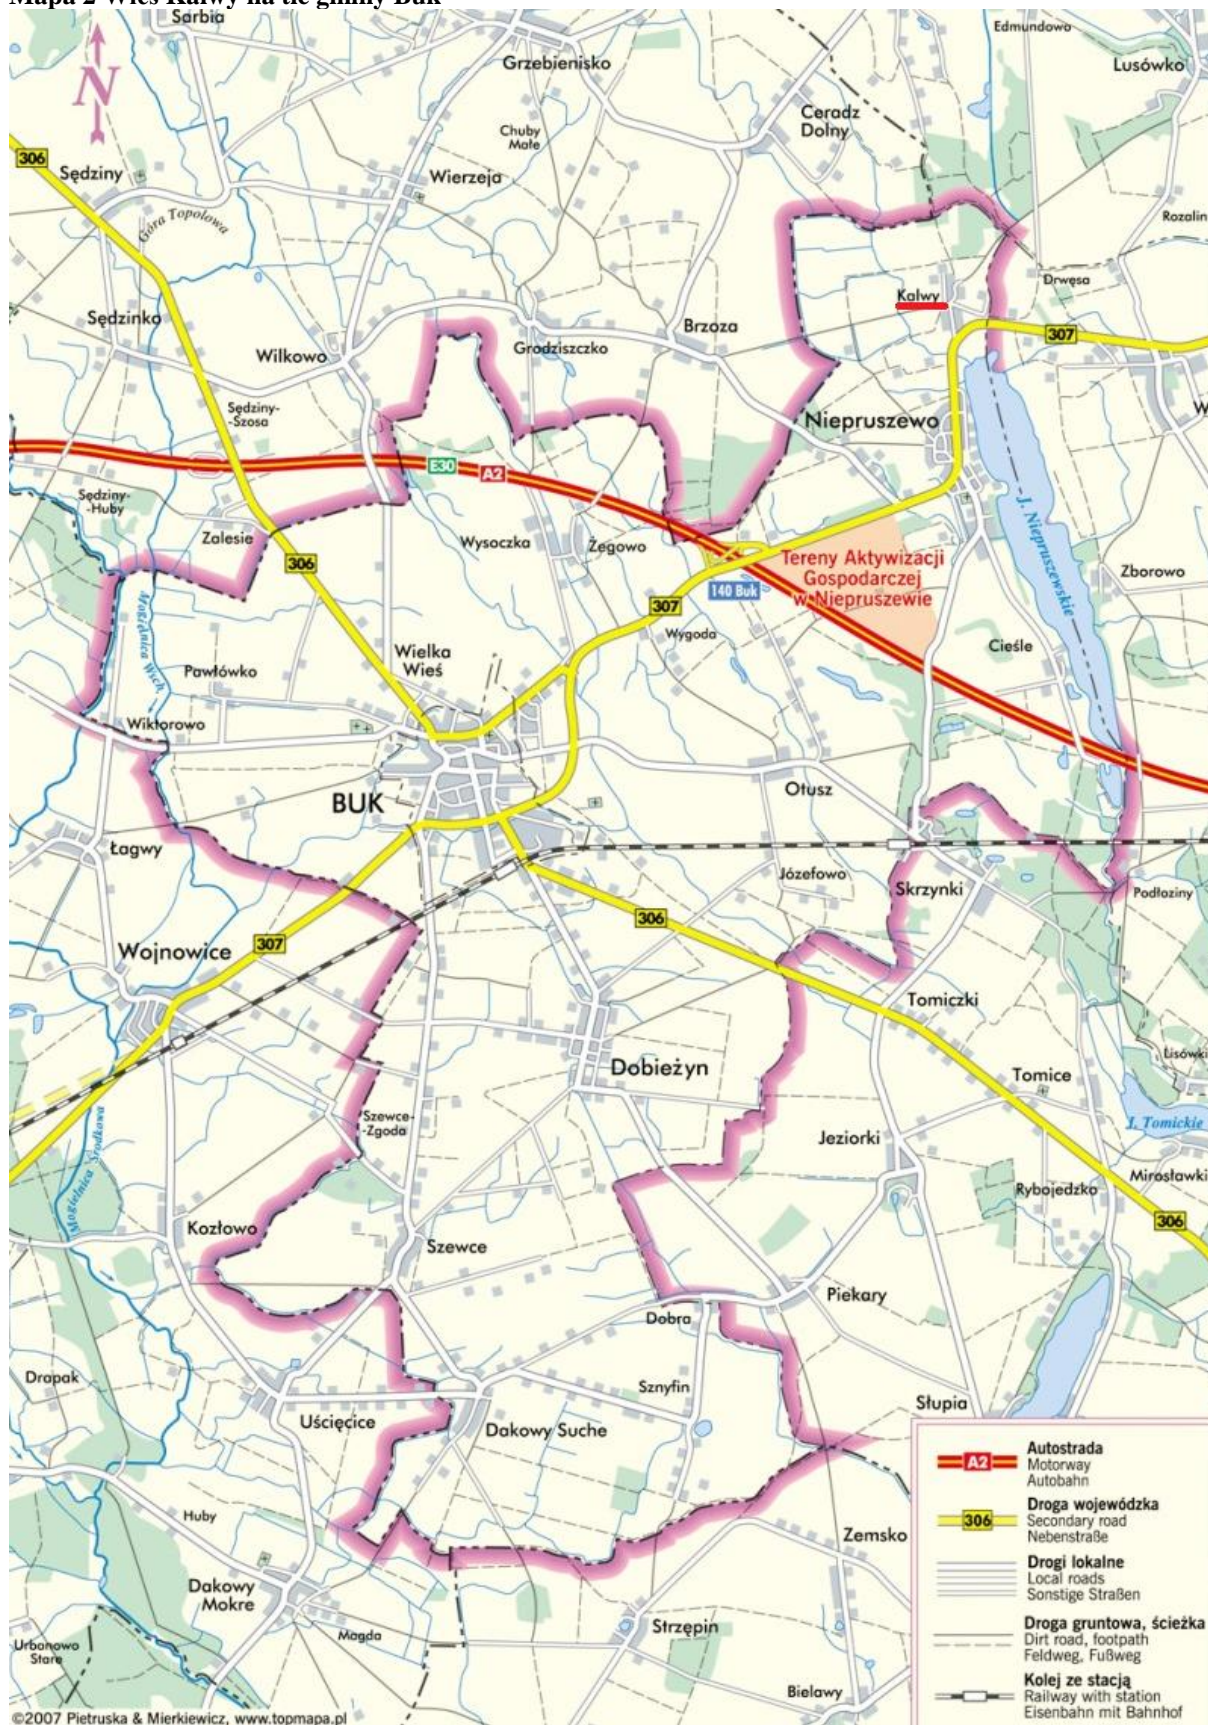 Mapa 2 Wieś Kalwy na tle gminy Buk
Sarbia
Edmundowo
Grzebienisko
Lusówko
N
Ceradz
Dolny
Chuby
Małe
306
Sędziny
Wierzeja
Góra Topolowa
Rozalin
Drwęsa
Kalwy
Sędzinko
Brzoza
307
Wilkowo
Grodziszczko
Sędziny-
-Szosa
Niepruszewo
W
E30
A2
Sędziny-
-Huby
Zalesie
Wysoczka
Żegowo
J. Niepruszewskie
306
Tereny Aktywizacji
Gospodarczej
w Niepruszewie
Zborowo
140 Buk
307
Mogielnica Wsch.
Wygoda
Wielka
Wieś
Cieśle
Pawłówko
Wiktorowo
Otusz
BUK
Łagwy
Józefowo
Skrzynki
Podłoziny
306
307
Wojnowice
Tomiczki
Lisówki
Dobieżyn
Tomice
Szewce-
-Zgoda
J. Tomickie
Jeziorki
Mogielnica Środkowa
Mirosławki
Rybojedzko
306
Kozłowo
Szewce
Piekary
Dobra
Drapak
Sznyfin
Słupia
Uścięcice
Dakowy Suche
A2
Autostrada
Motorway
Autobahn
306
Droga wojewódzka
Secondary road
Nebenstraße
Huby
Zemsko
Drogi lokalne
Local roads
Sonstige Straßen
Dakowy
Mokre
Strzępin
Magda
Droga gruntowa, ścieżka
Dirt road, footpath
Feldweg, Fußweg
Urbanowo
Stare
Kolej ze stacją
Railway with station
Eisenbahn mit Bahnhof
Bielawy
©2007 Pietruska & Mierkiewicz, www.topmapa.pl